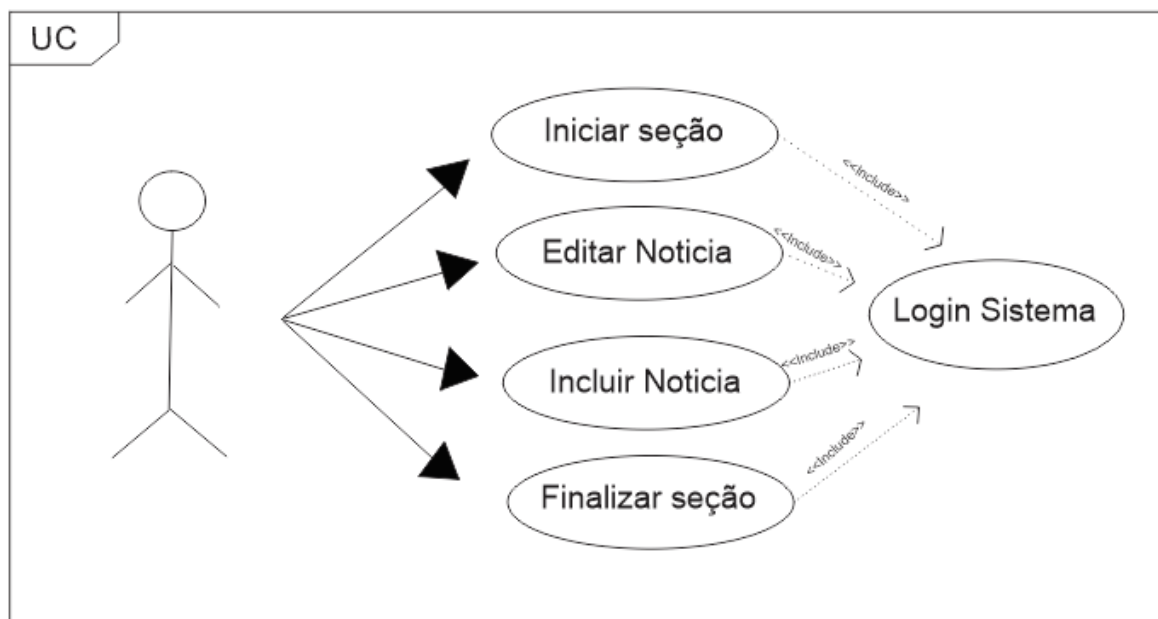 UC
Iniciar seção
<<Include>>
Editar Noticia
<<Include>>
Login Sistema
Incluir Noticia
<<Include>>
Finalizar seção
<<Include>>